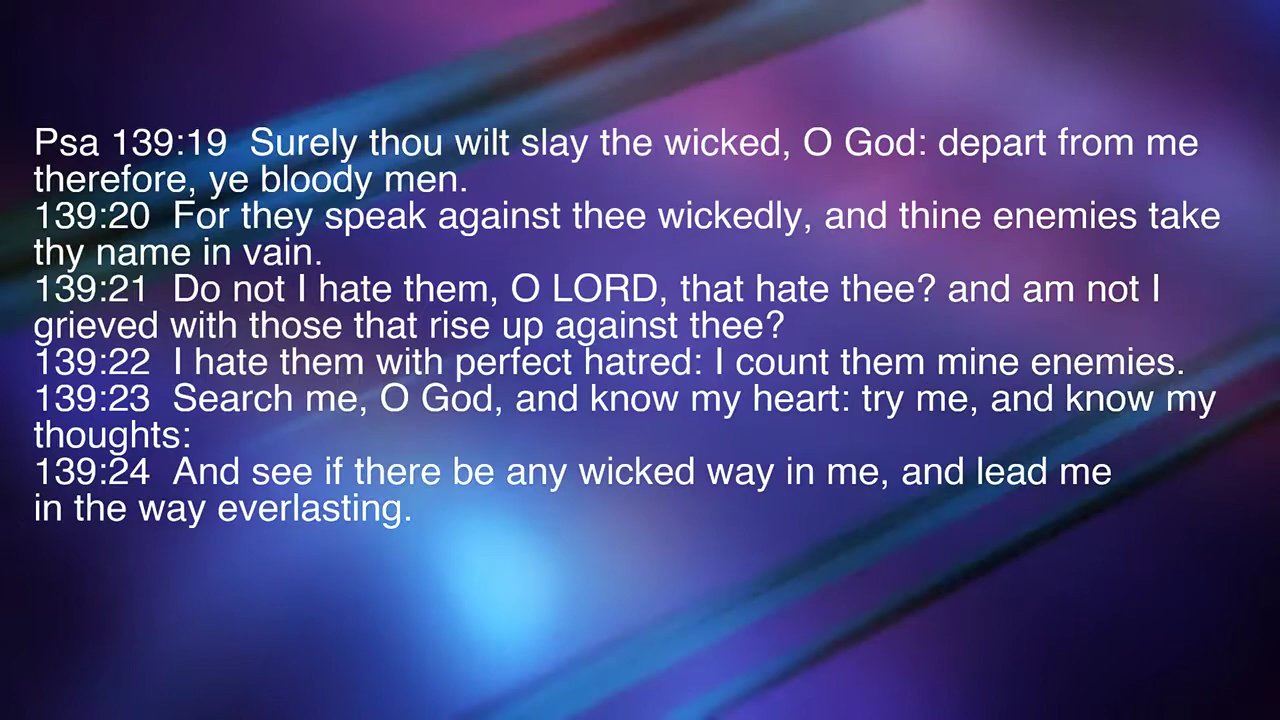 Psa 139:19  Surely thou wilt slay the wicked, O God: depart from me
therefore, ye bloody men.
139:20  For they speak against thee wickedly, and thine enemies take
thy name in vain.
139:21  Do not I hate them, O LORD, that hate thee? and am not I
grieved with those that rise up against thee?
139:22  I hate them with perfect hatred: I count them mine enemies.
139:23  Search me, O God, and know my heart: try me, and know my
thoughts:
139:24  And see if there be any wicked way in me, and lead me
in the way everlasting.